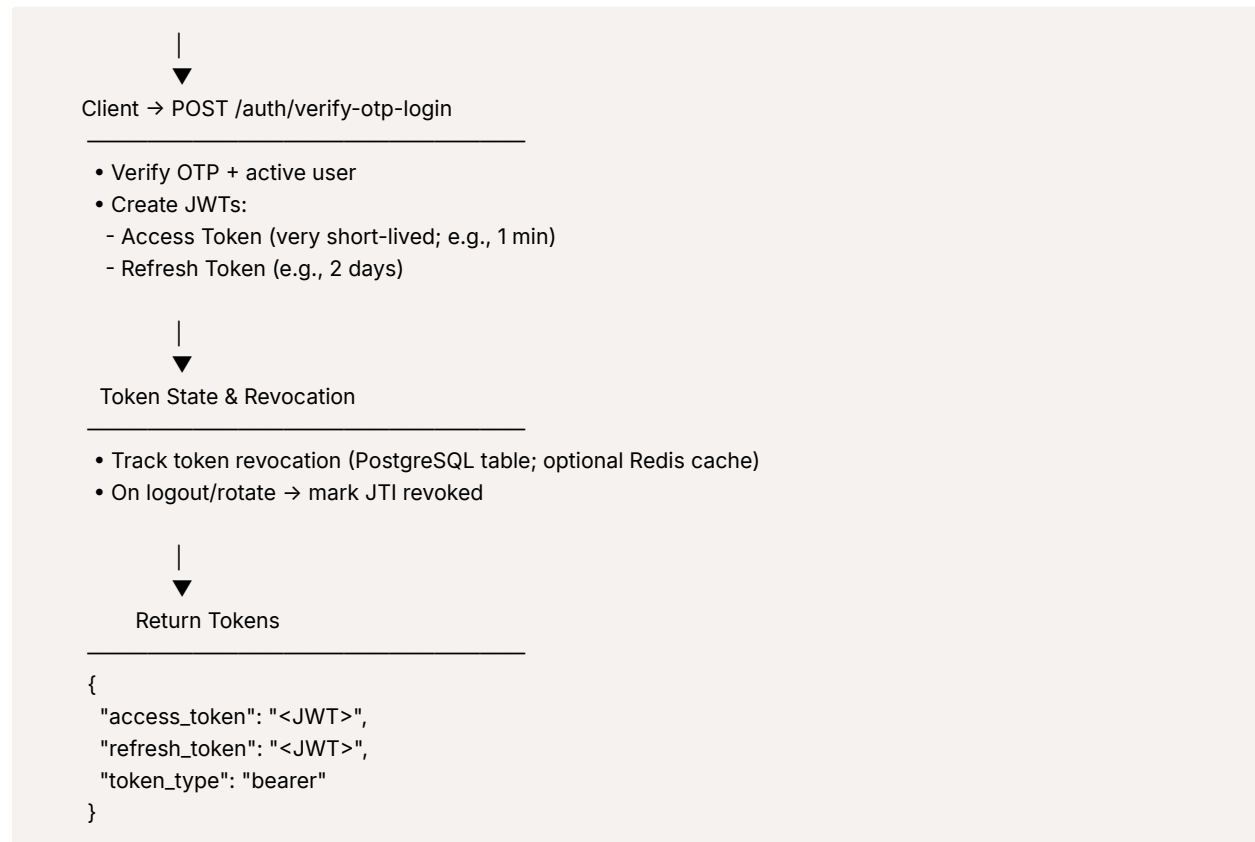 |
▼
Client → POST /auth/verify-otp-login
─────────────────────────────
• Verify OTP + active user
• Create JWTs:
- Access Token (very short-lived; e.g., 1 min)
- Refresh Token (e.g., 2 days)
|
▼
Token State & Revocation
─────────────────────────────
• Track token revocation (PostgreSQL table; optional Redis cache)
• On logout/rotate → mark JTI revoked
|
▼
Return Tokens
─────────────────────────────
{
"access_token": "<JWT>",
"refresh_token": "<JWT>",
"token_type": "bearer"
}